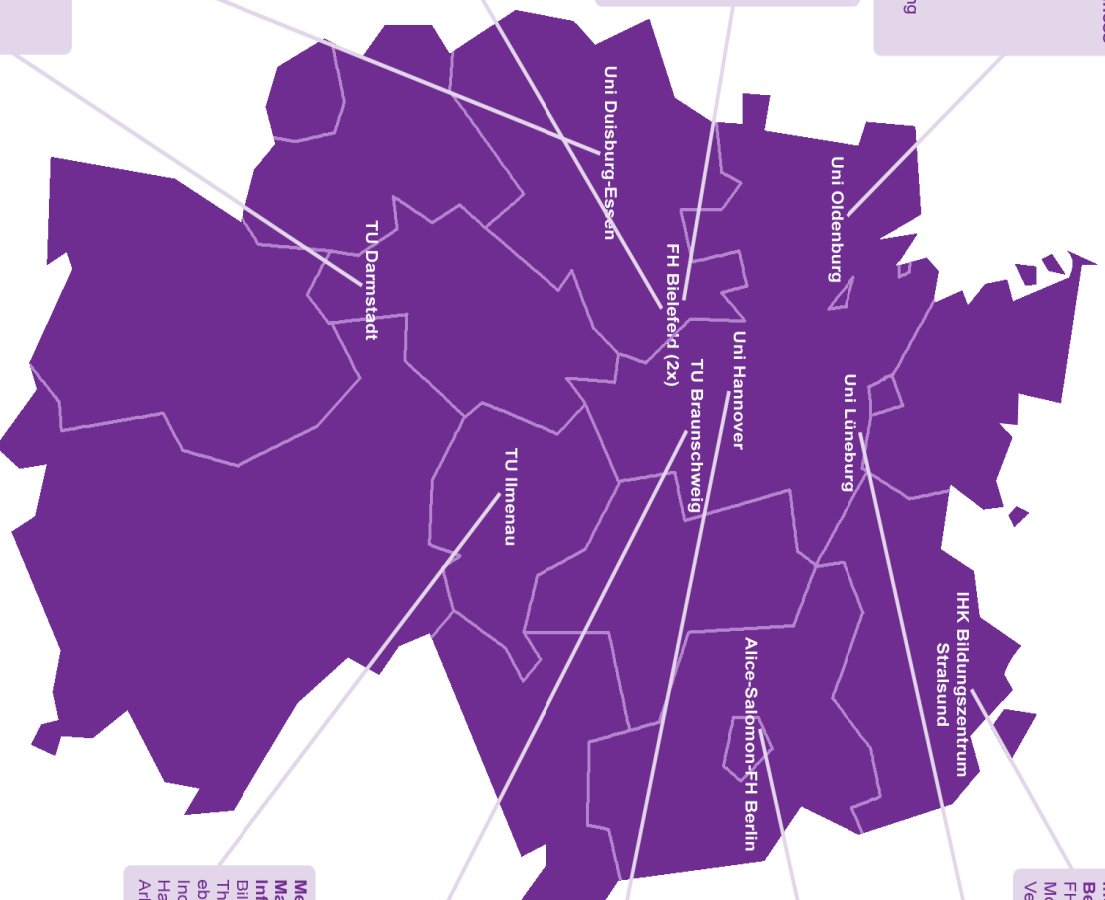 IHK Bildungszentrum
Stralsund
Uni Oldenburg
Uni Lüneburg
Uni Hannover
Alice-Salomon-FH Berlin
TU Braunschweig
FH Bielefeld (2x)
Uni Duisburg-Essen
TU Ilmenau
TU Darmstadt